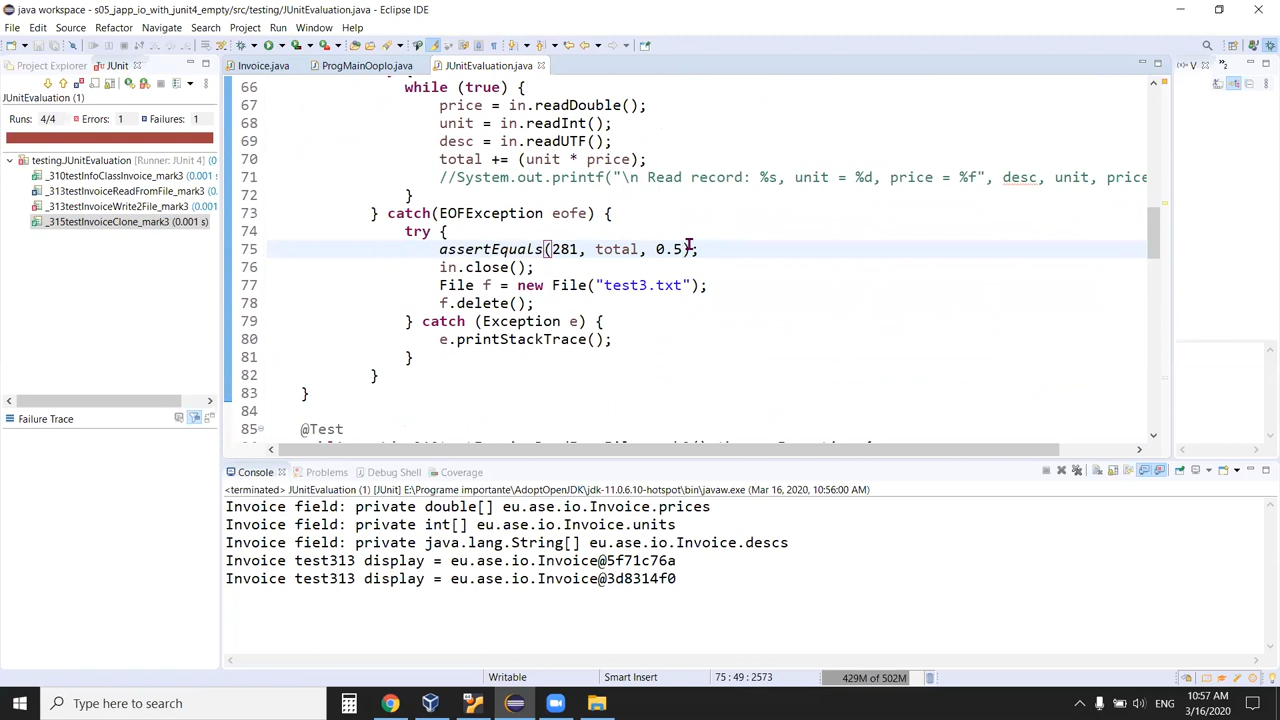 java workspace - s05_japp_io_with_junit4_empty/src/testing/JUnitEvaluation.java - Eclipse IDE
File Edit Source Refactor Navigate Search Project Run Window Help
Project Explorer JUnit
Invoice.java ProgMainOopIo.java JUnitEvaluation.java
JUnitEvaluation (1)
Runs: 4/4 Errors: 1 Failures: 1
testing.JUnitEvaluation [Runner: JUnit 4] (0
_310testInfoClassInvoice_mark3 (0.001 s
_313testInvoiceReadFromFile_mark3 (
_313testInvoiceWrite2File_mark3 (0.00
_315testInvoiceClone_mark3 (0.001 s)
Failure Trace
66 while (true) {
67 price = in.readDouble();
68 unit = in.readInt();
69 desc = in.readUTF();
70 total += (unit * price);
71 //System.out.printf("\n Read record: %s, unit = %d, price = %f", desc, unit, price
72 }
73 } catch(EOFException eofe) {
74 try {
75 assertEquals(281, total, 0.5);
76 in.close();
77 File f = new File("test3.txt");
78 f.delete();
79 } catch (Exception e) {
80 e.printStackTrace();
81 }
82 }
83 }
84
85 @Test
Console Problems Debug Shell Coverage
<terminated> JUnitEvaluation (1) [JUnit] E:\Programe importante\AdoptOpenJDK\jdk-11.0.6.10-hotspot\bin\javaw.exe (Mar 16, 2020, 10:56:00 AM)
Invoice field: private double[] eu.ase.io.Invoice.prices
Invoice field: private int[] eu.ase.io.Invoice.units
Invoice field: private java.lang.String[] eu.ase.io.Invoice.descs
Invoice test313 display = eu.ase.io.Invoice@5f71c76a
Invoice test313 display = eu.ase.io.Invoice@3d8314f0
Writable Smart Insert 75 : 49 : 2573 429M of 502M
Type here to search
ENG
10:57 AM
3/16/2020